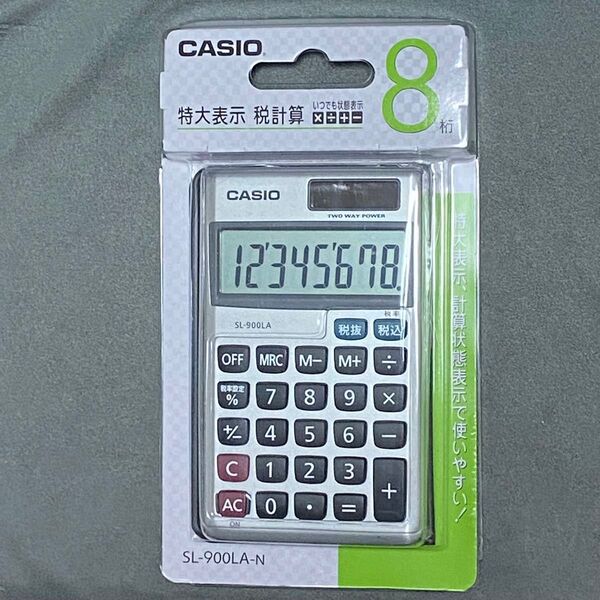 CASIO
特大表示 税計算
いつでも状態表示
×÷+−
8桁
CASIO
TWO WAY POWER
12'345'678.
税率
SL-900LA
税抜 税込
OFF MRC M− M+ ÷
税率設定
% 7 8 9 ×
+/− 4 5 6 −
C 1 2 3 +
AC 0 · =
ON
SL-900LA-N
特大表示、計算状態表示で使いやすい！